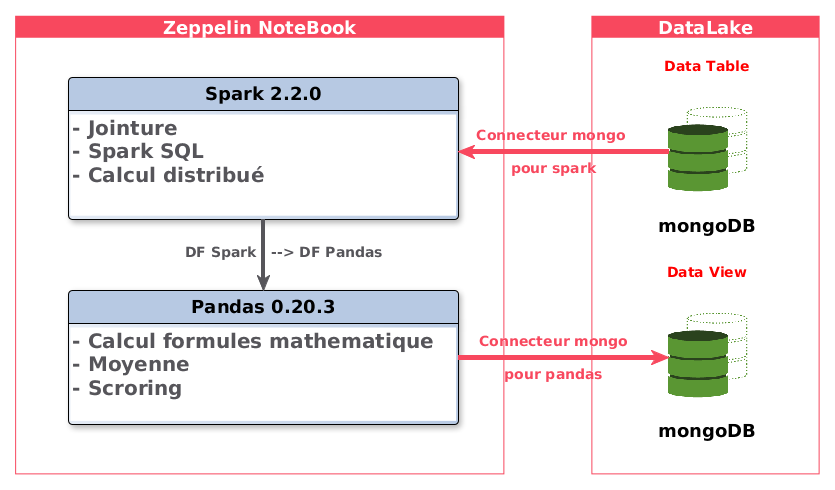 Zeppelin NoteBook
Spark 2.2.0
- Jointure
- Spark SQL
- Calcul distribué
DF Spark --> DF Pandas
Pandas 0.20.3
- Calcul formules mathematique
- Moyenne
- Scroring
Connecteur mongo
pour spark
Connecteur mongo
pour pandas
DataLake
Data Table
mongoDB
Data View
mongoDB